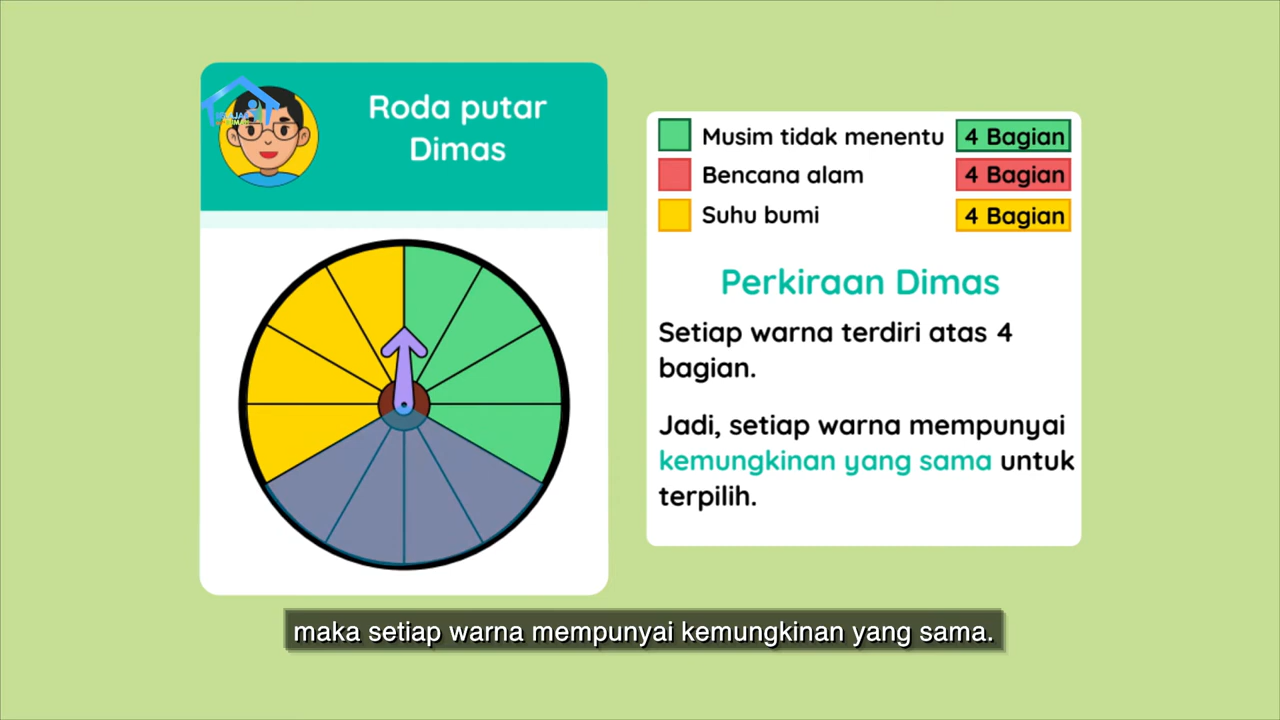 Roda putar
Dimas
Musim tidak menentu 4 Bagian
Bencana alam 4 Bagian
Suhu bumi 4 Bagian
Perkiraan Dimas
Setiap warna terdiri atas 4
bagian.
Jadi, setiap warna mempunyai
kemungkinan yang sama untuk
terpilih.
maka setiap warna mempunyai kemungkinan yang sama.